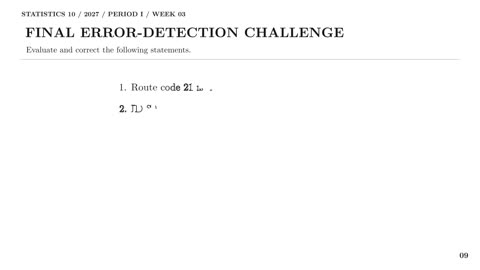 STATISTICS 10 / 2027 / PERIOD I / WEEK 03
FINAL ERROR-DETECTION CHALLENGE
Evaluate and correct the following statements.
1. Route code
2.
09